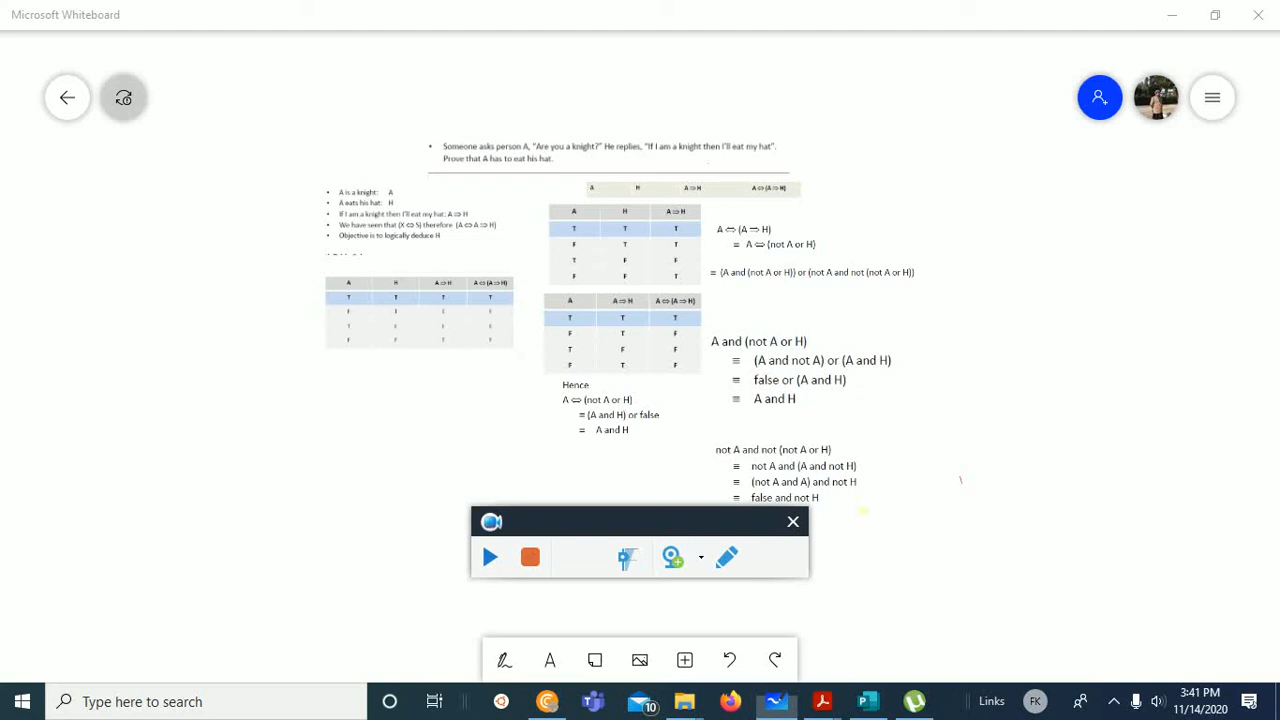 Microsoft Whiteboard
• Someone asks person A, "Are you a knight?" He replies, "If I am a knight then I'll eat my hat".
Prove that A has to eat his hat.
• A is a knight: A
• A eats his hat: H
• If I am a knight then I'll eat my hat: A ⇒ H
• We have seen that (X ⇔ S) therefore (A ⇔ A ⇒ H)
• Objective is to logically deduce H
A H A ⇒ H A ⇔ (A ⇒ H)
T T T T
F T
T
F F
A H A ⇒ H A ⇔ (A ⇒ H)
A H A ⇒ H
T T T
F T T
T F F
F F T
A A ⇒ H A ⇔ (A ⇒ H)
T T T
F T F
T F F
F T F
Hence
A ⇔ (not A or H)
≡ (A and H) or false
≡ A and H
A ⇔ (A ⇒ H)
≡ A ⇔ (not A or H)
≡ (A and (not A or H)) or (not A and not (not A or H))
A and (not A or H)
≡ (A and not A) or (A and H)
≡ false or (A and H)
≡ A and H
not A and not (not A or H)
≡ not A and (A and not H)
≡ (not A and A) and not H
≡ false and not H
Type here to search
10
Links
FK
3:41 PM
11/14/2020